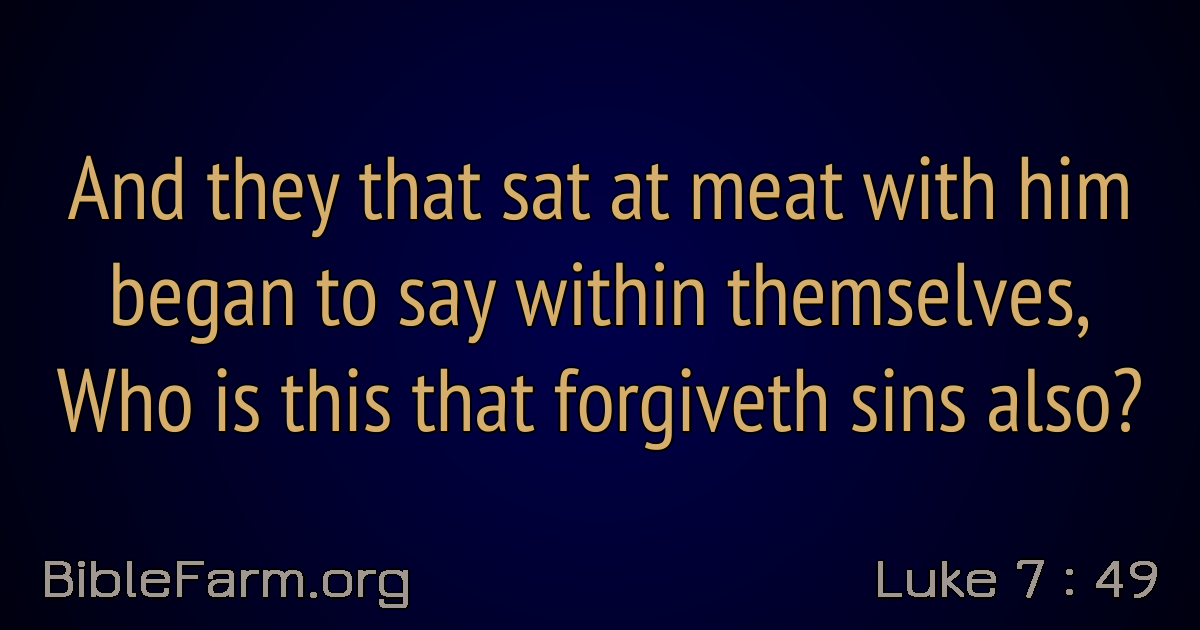 And they that sat at meat with him
began to say within themselves,
Who is this that forgiveth sins also?
BibleFarm.org
Luke 7 : 49